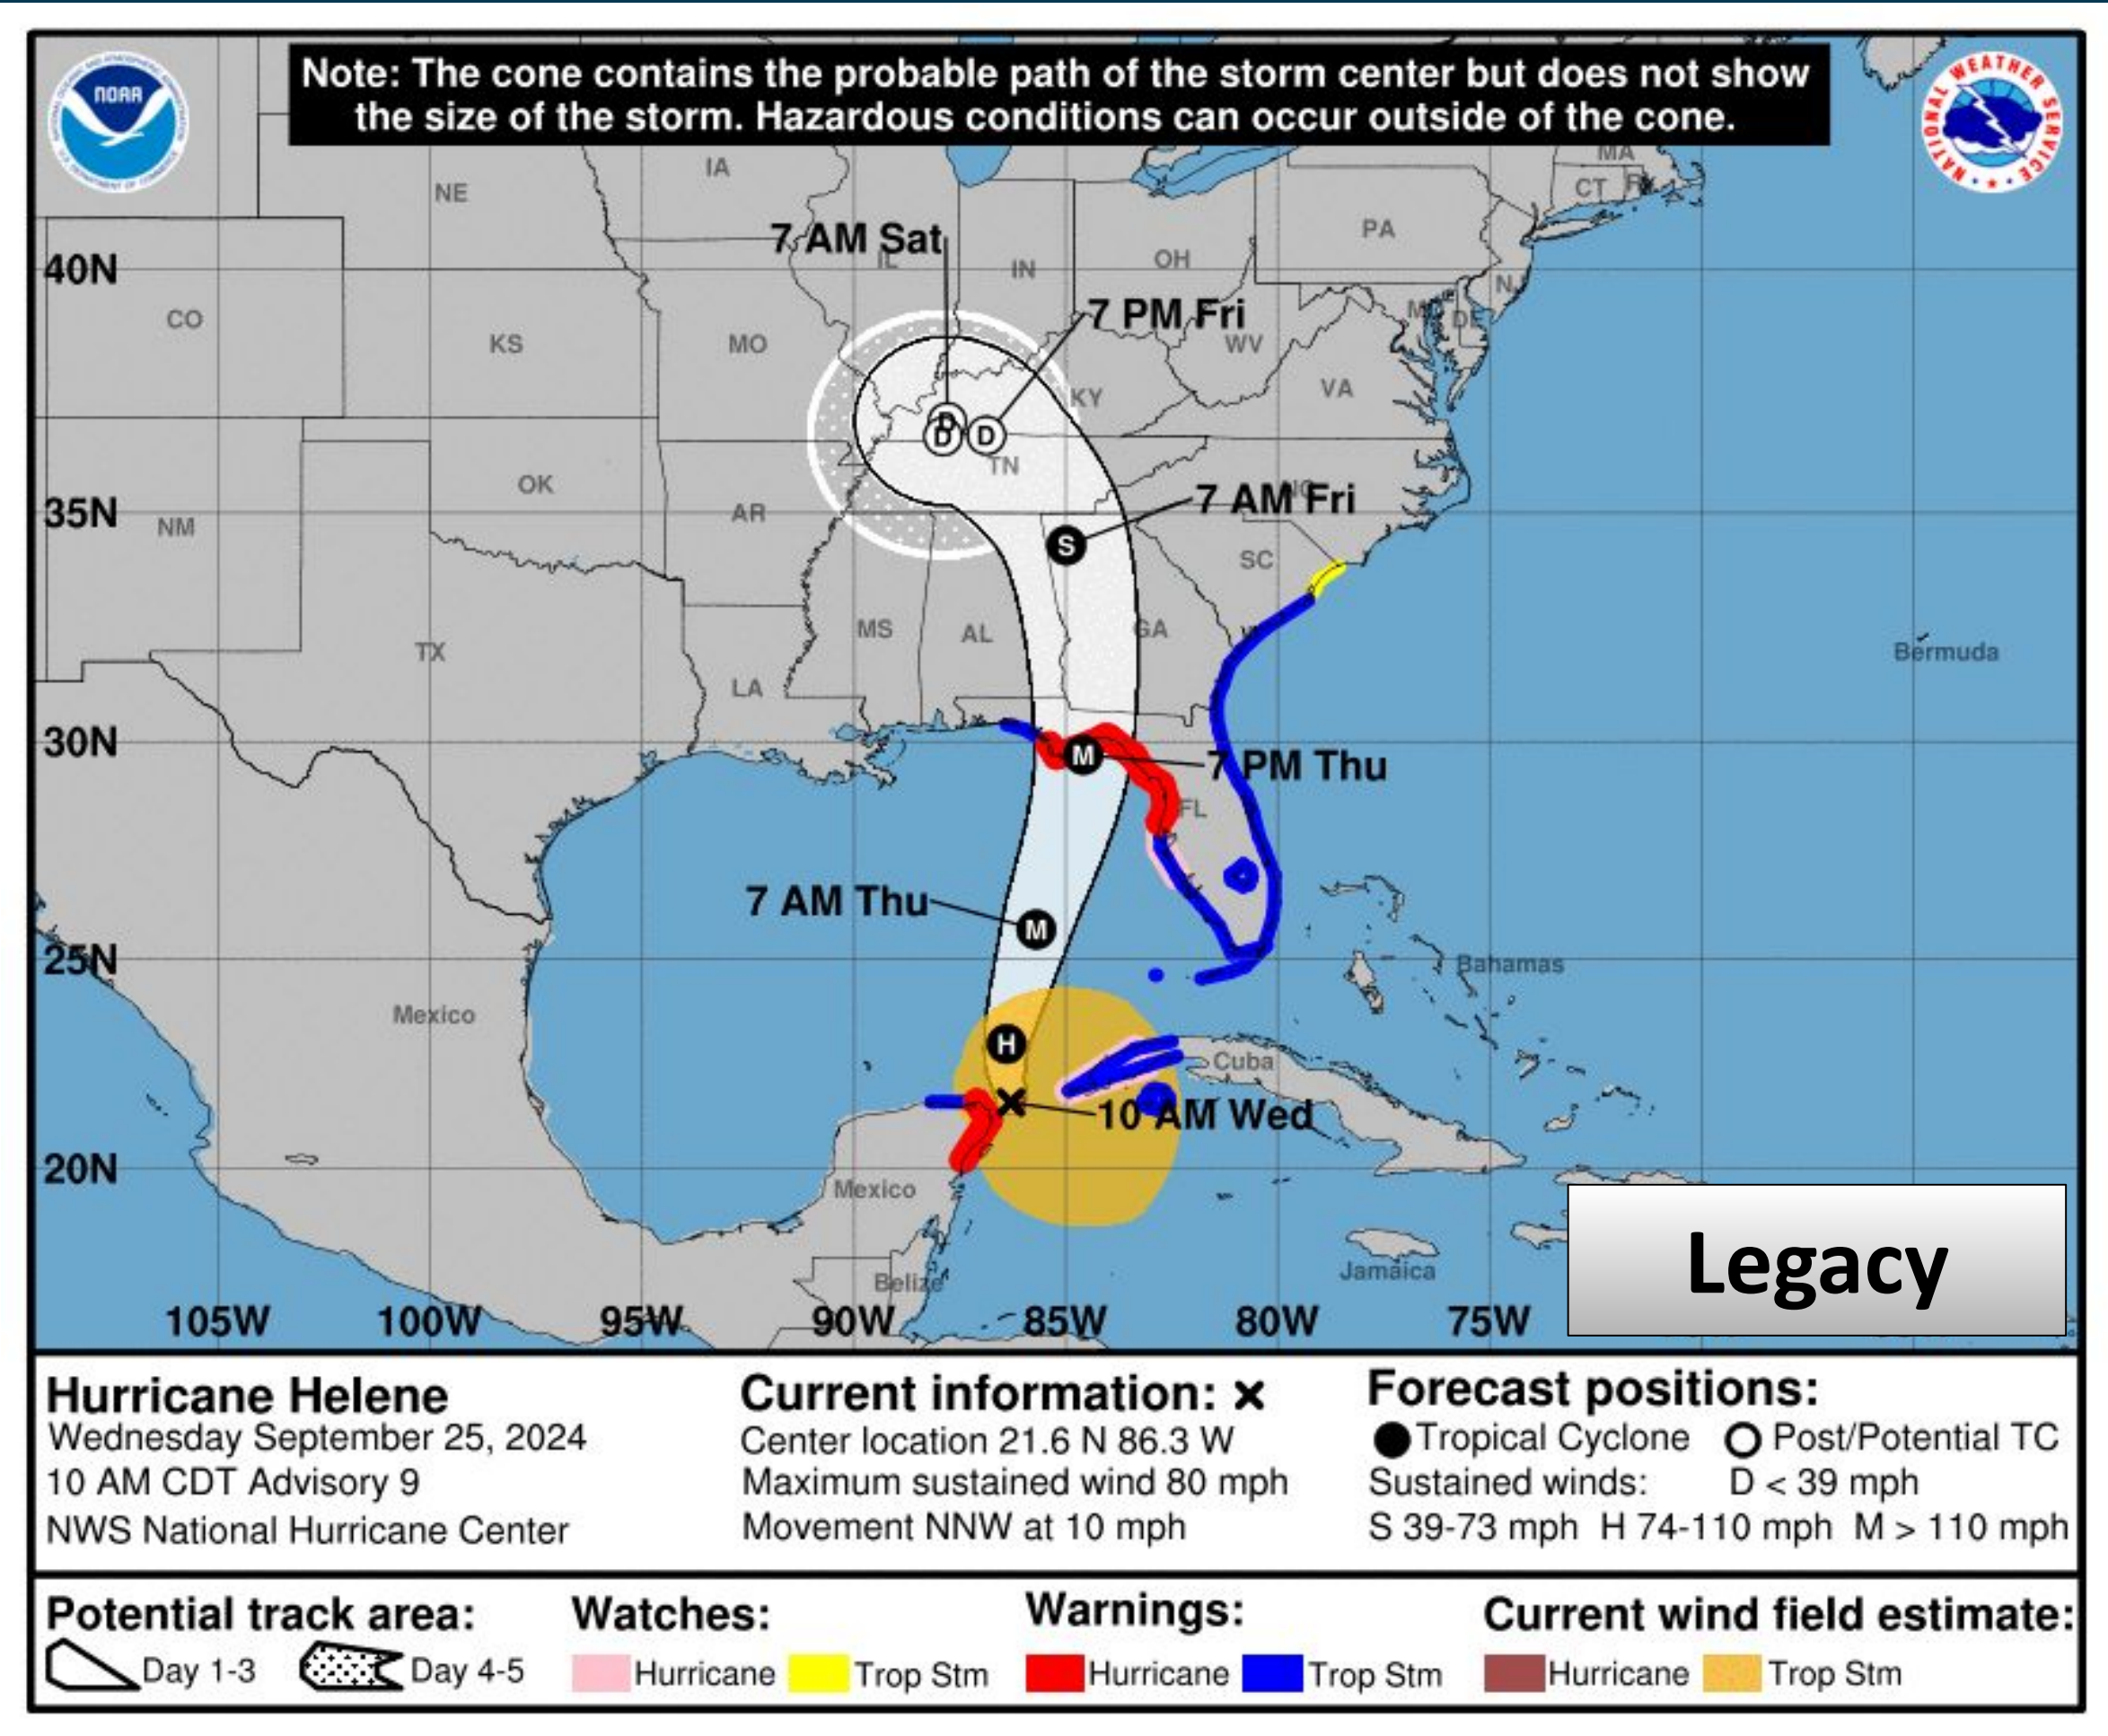 Note: The cone contains the probable path of the storm center but does not show
the size of the storm. Hazardous conditions can occur outside of the cone.
NOAA
NATIONAL WEATHER SERVICE
MA
IA
CT
RI
NE
PA
7 AM Sat
IL
IN
OH
40N
NJ
7 PM Fri
MD
DE
CO
KS
MO
WV
KY
VA
D
D
D
TN
OK
NC
7 AM Fri
35N
AR
NM
S
SC
MS
AL
GA
TX
Bermuda
LA
30N
M
7 PM Thu
FL
7 AM Thu
M
25N
Bahamas
Mexico
H
Cuba
10 AM Wed
20N
Mexico
Legacy
Jamaica
Belize
105W 100W 95W 90W 85W 80W 75W
Hurricane Helene
Wednesday September 25, 2024
10 AM CDT Advisory 9
NWS National Hurricane Center
Current information: x
Center location 21.6 N 86.3 W
Maximum sustained wind 80 mph
Movement NNW at 10 mph
Forecast positions:
Tropical Cyclone Post/Potential TC
Sustained winds: D < 39 mph
S 39-73 mph H 74-110 mph M > 110 mph
Potential track area:
Day 1-3 Day 4-5
Watches:
Hurricane Trop Stm
Warnings:
Hurricane Trop Stm
Current wind field estimate:
Hurricane Trop Stm